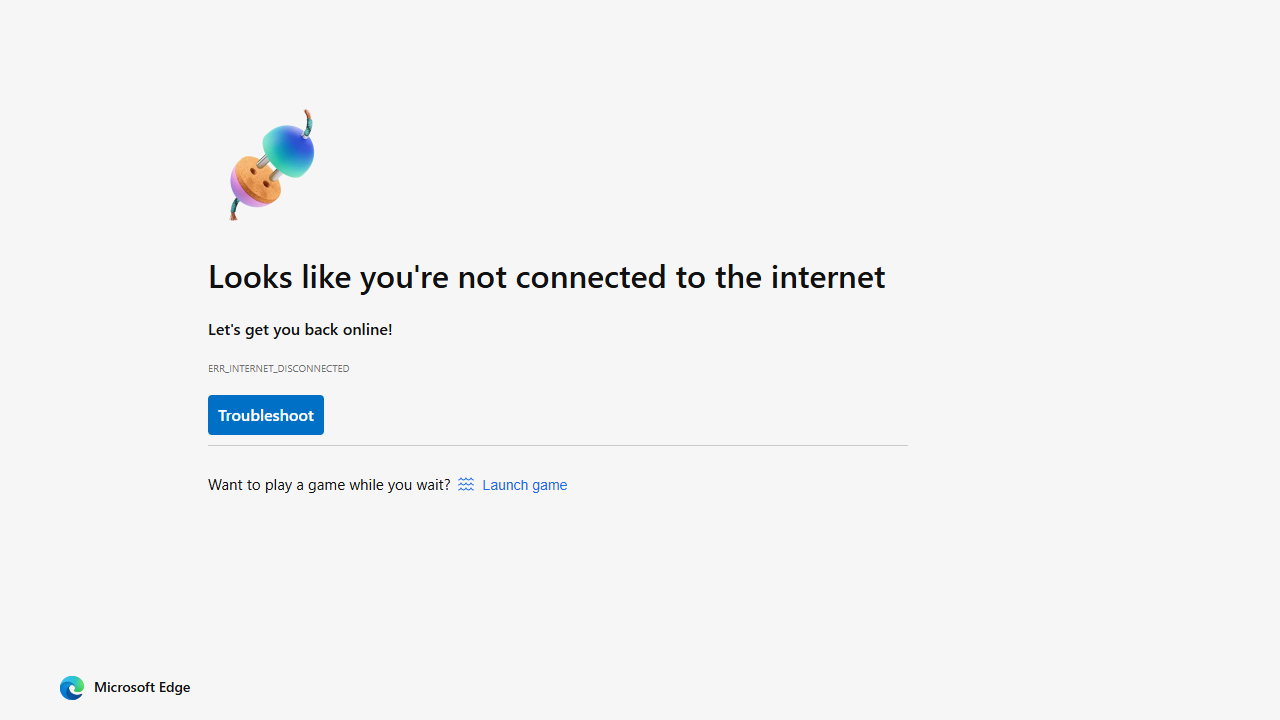 Looks like you're not connected to the internet
Let's get you back online!
ERR_INTERNET_DISCONNECTED
Troubleshoot
Want to play a game while you wait? Launch game
Microsoft Edge